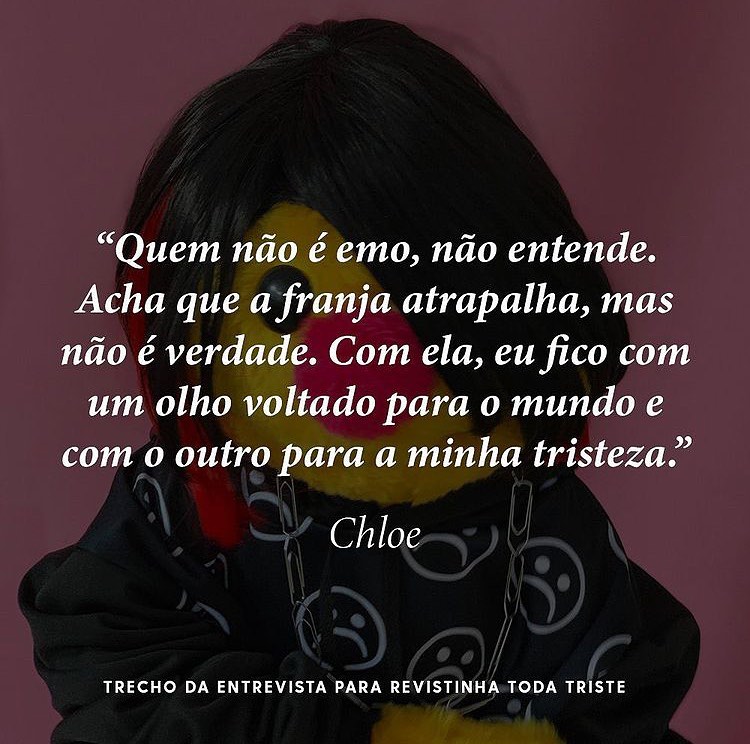 “Quem não é emo, não entende.
Acha que a franja atrapalha, mas
não é verdade. Com ela, eu fico com
um olho voltado para o mundo e
com o outro para a minha tristeza.”
Chloe
TRECHO DA ENTREVISTA PARA REVISTINHA TODA TRISTE